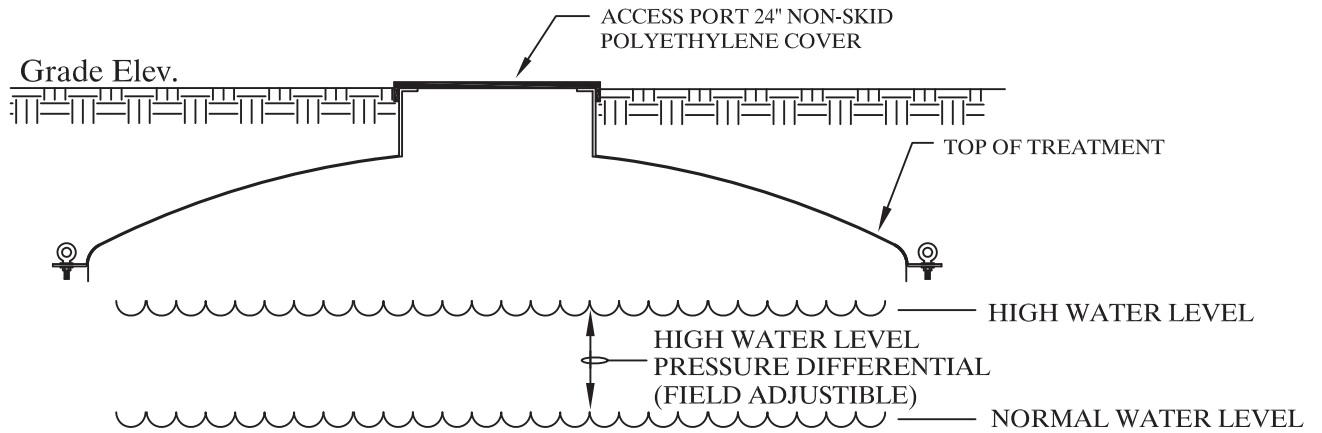 ACCESS PORT 24" NON-SKID
POLYETHYLENE COVER
Grade Elev.
TOP OF TREATMENT
HIGH WATER LEVEL
HIGH WATER LEVEL
PRESSURE DIFFERENTIAL
(FIELD ADJUSTIBLE)
NORMAL WATER LEVEL